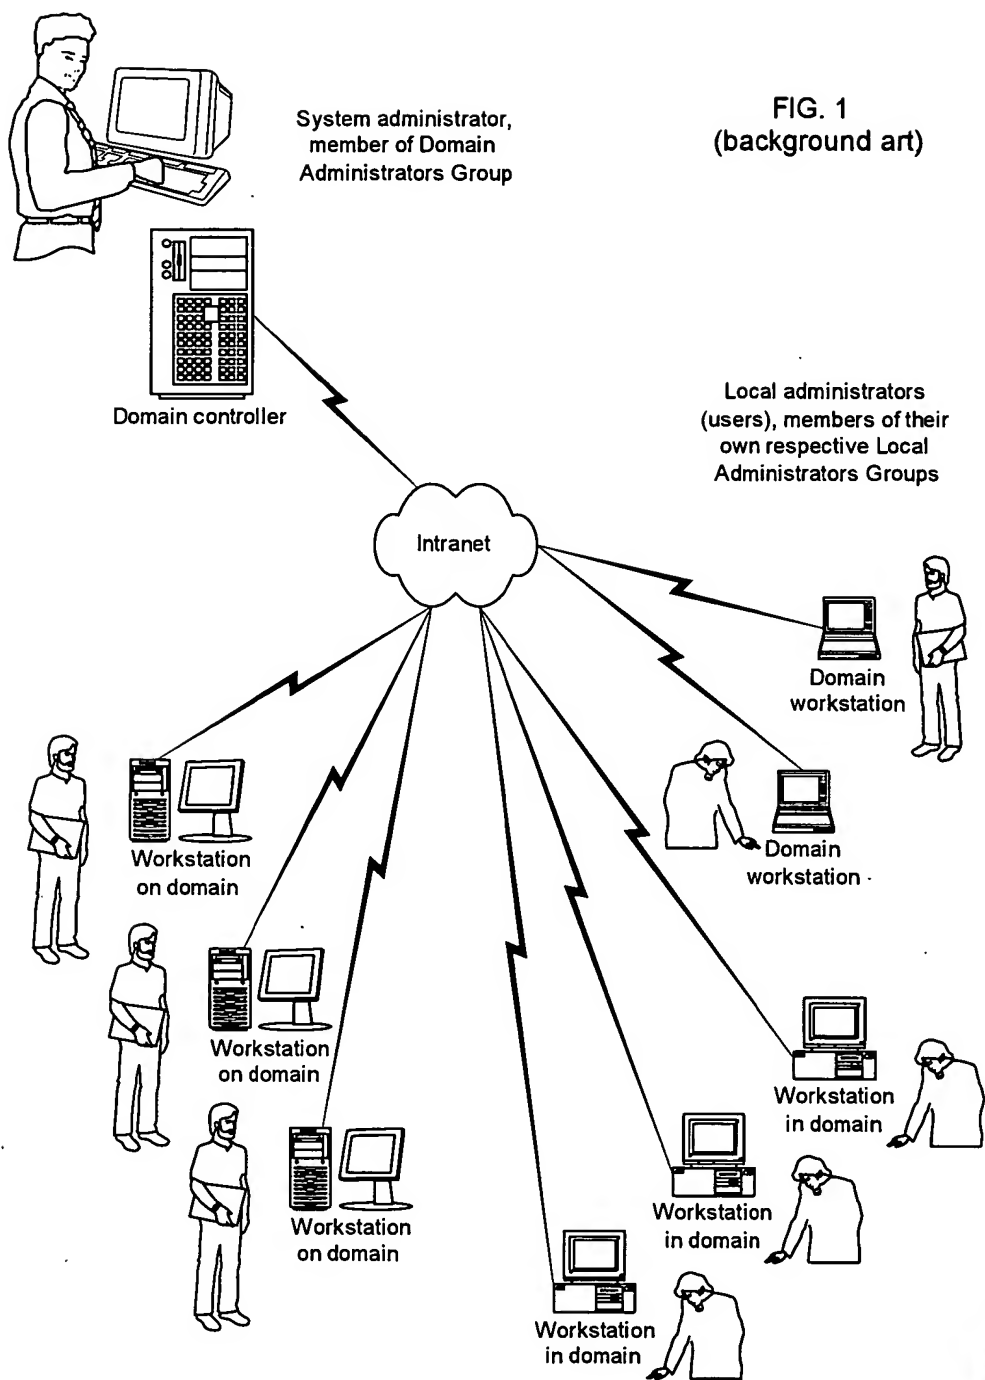 System administrator,
member of Domain
Administrators Group
FIG. 1
(background art)
Domain controller
Local administrators
(users), members of their
own respective Local
Administrators Groups
Intranet
Domain
workstation
Domain
workstation
Workstation
on domain
Workstation
on domain
Workstation
in domain
Workstation
in domain
Workstation
on domain
Workstation
in domain